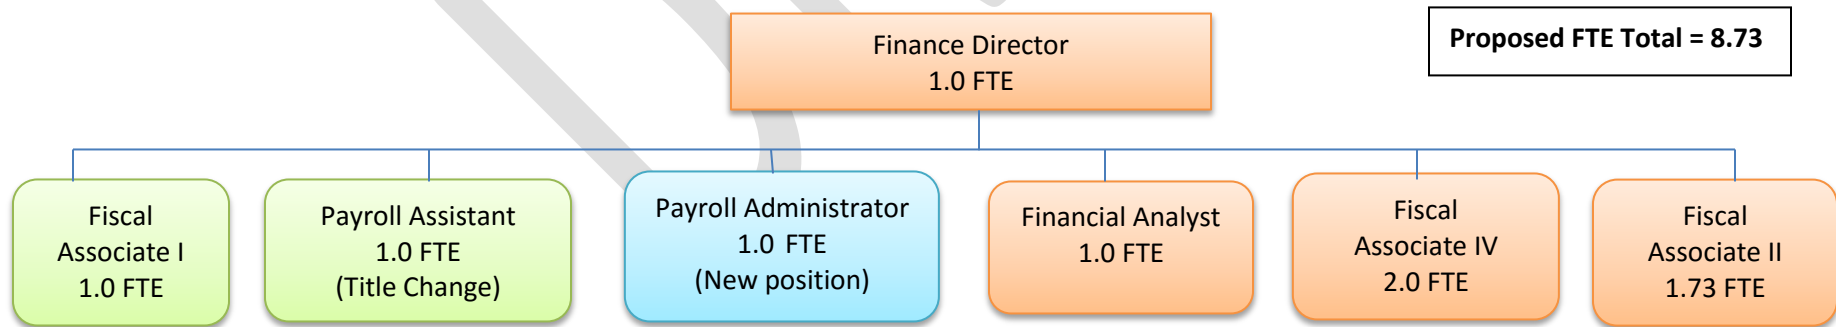 Finance Director
1.0 FTE
Proposed FTE Total = 8.73
Fiscal
Associate I
1.0 FTE
Payroll Assistant
1.0 FTE
(Title Change)
Payroll Administrator
1.0 FTE
(New position)
Financial Analyst
1.0 FTE
Fiscal
Associate IV
2.0 FTE
Fiscal
Associate II
1.73 FTE